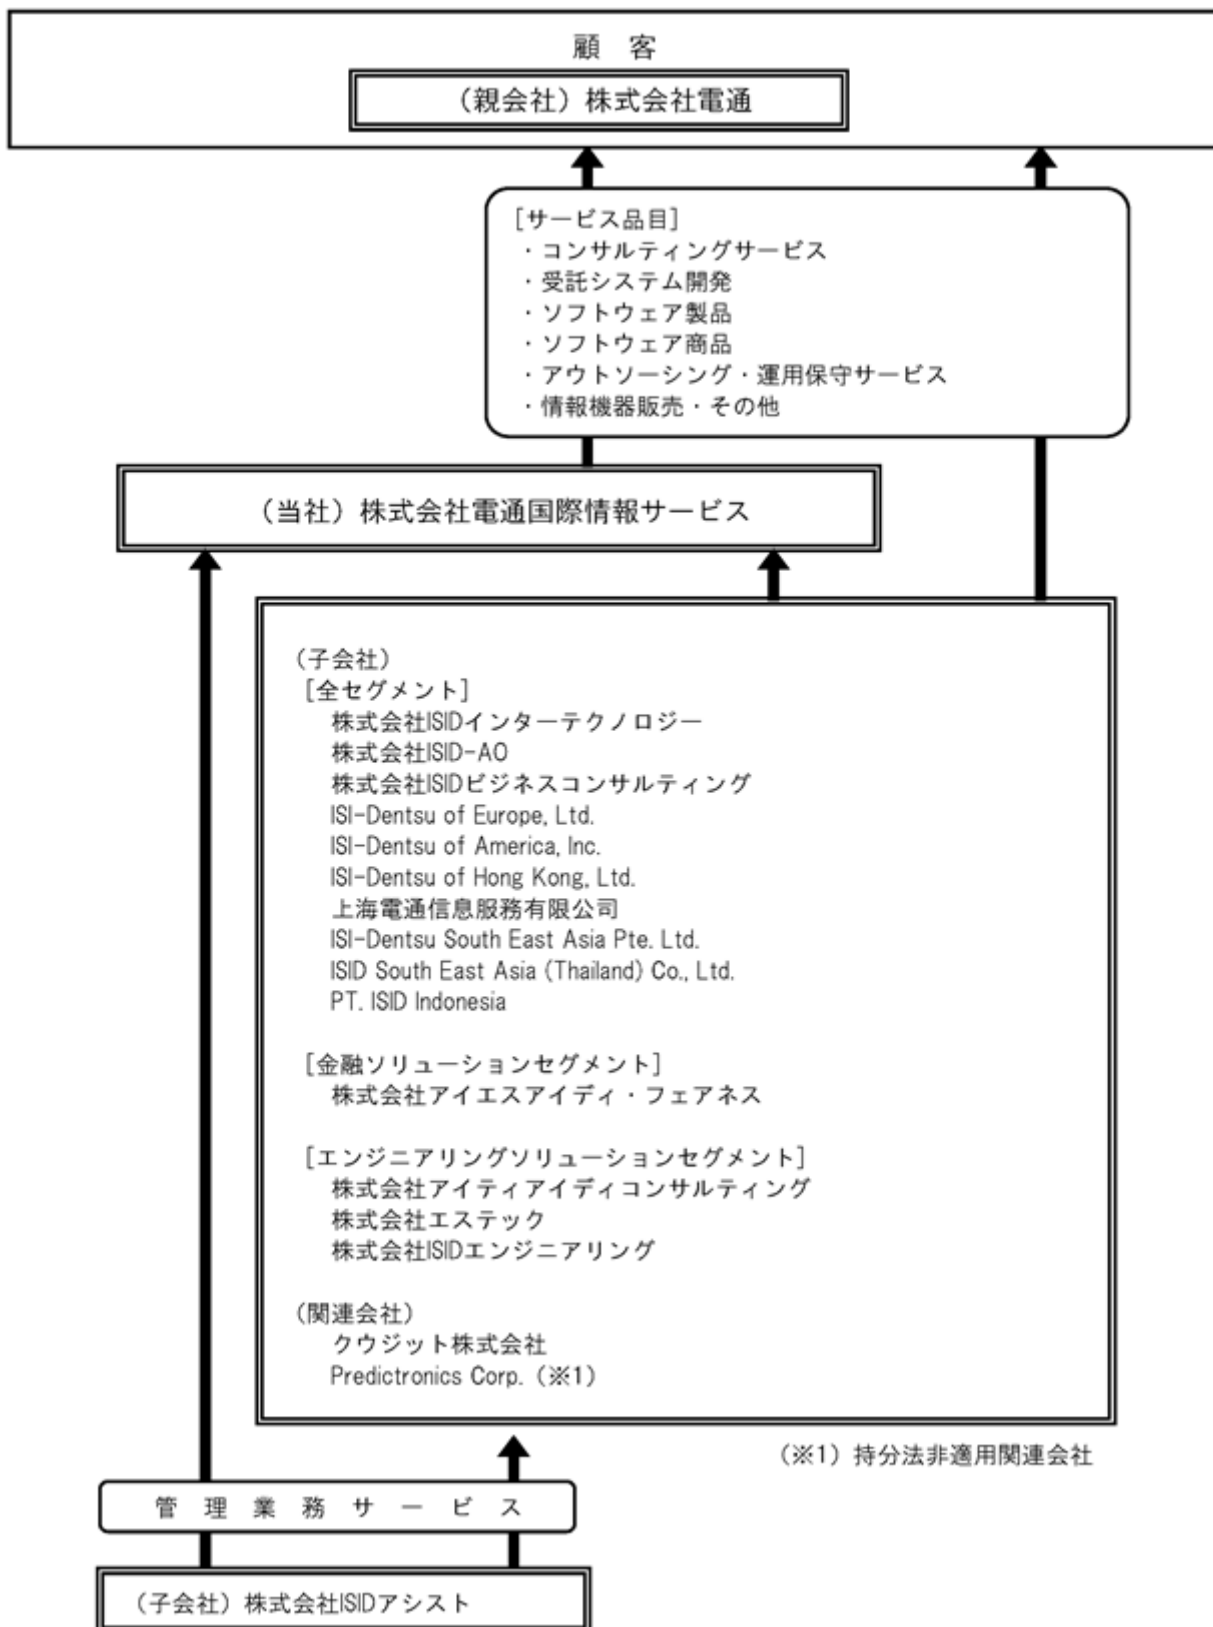 顧 客
（親会社）株式会社電通
［サービス品目］
・コンサルティングサービス
・受託システム開発
・ソフトウェア製品
・ソフトウェア商品
・アウトソーシング・運用保守サービス
・情報機器販売・その他
（当社）株式会社電通国際情報サービス
（子会社）
［全セグメント］
株式会社ISIDインターテクノロジー
株式会社ISID-AO
株式会社ISIDビジネスコンサルティング
ISI-Dentsu of Europe, Ltd.
ISI-Dentsu of America, Inc.
ISI-Dentsu of Hong Kong, Ltd.
上海電通信息服務有限公司
ISI-Dentsu South East Asia Pte. Ltd.
ISID South East Asia (Thailand) Co., Ltd.
PT. ISID Indonesia
［金融ソリューションセグメント］
株式会社アイエスアイディ・フェアネス
［エンジニアリングソリューションセグメント］
株式会社アイティアイディコンサルティング
株式会社エステック
株式会社ISIDエンジニアリング
（関連会社）
クウジット株式会社
Predictronics Corp.（※1）
（※1）持分法非適用関連会社
管 理 業 務 サ ー ビ ス
（子会社）株式会社ISIDアシスト